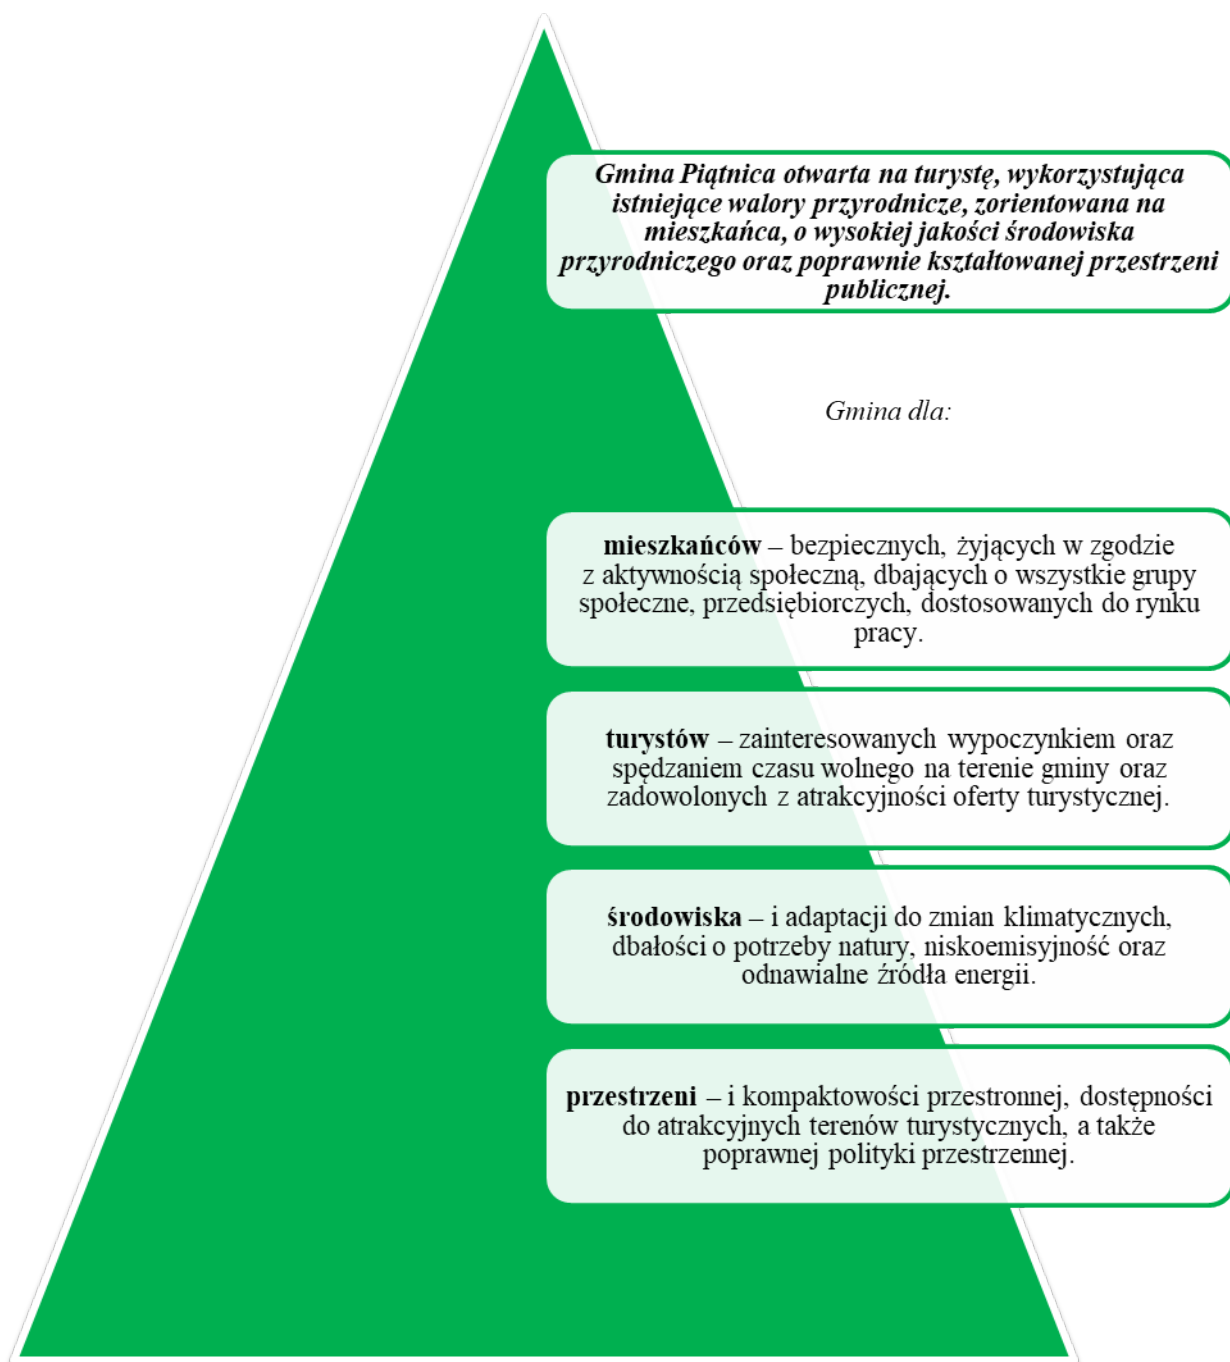 Gmina Piątnica otwarta na turystę, wykorzystująca
istniejące walory przyrodnicze, zorientowana na
mieszkańca, o wysokiej jakości środowiska
przyrodniczego oraz poprawnie kształtowanej przestrzeni
publicznej.
Gmina dla:
mieszkańców – bezpiecznych, żyjących w zgodzie
z aktywnością społeczną, dbających o wszystkie grupy
społeczne, przedsiębiorczych, dostosowanych do rynku
pracy.
turystów – zainteresowanych wypoczynkiem oraz
spędzaniem czasu wolnego na terenie gminy oraz
zadowolonych z atrakcyjności oferty turystycznej.
środowiska – i adaptacji do zmian klimatycznych,
dbałości o potrzeby natury, niskoemisyjność oraz
odnawialne źródła energii.
przestrzeni – i kompaktowości przestronnej, dostępności
do atrakcyjnych terenów turystycznych, a także
poprawnej polityki przestrzennej.